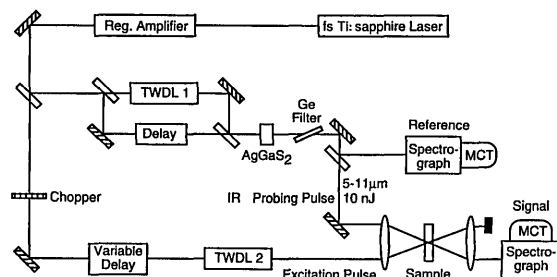 Reg. Amplifier
fs Ti: sapphire Laser
TWDL 1
Delay
AgGaS2
Ge
Filter
Reference
Spectro-
graph
MCT
Chopper
IR Probing Pulse
5-11μm
10 nJ
Signal
MCT
Spectro-
graph
Variable
Delay
TWDL 2
Excitation Pulse
Sample